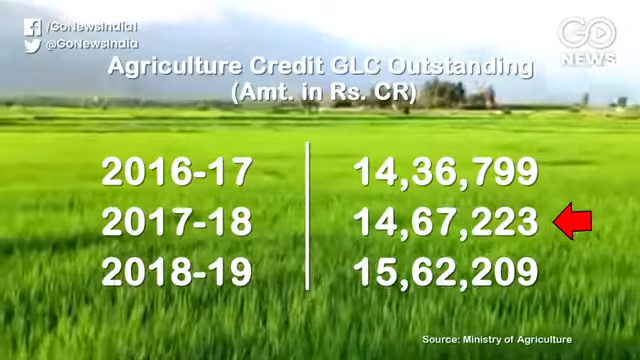 /GoNewsIndia1
@GoNewsIndia
GO
NEWS
Agriculture Credit GLC Outstanding
(Amt. in Rs. CR)
2016-17 14,36,799
2017-18 14,67,223
2018-19 15,62,209
Source: Ministry of Agriculture